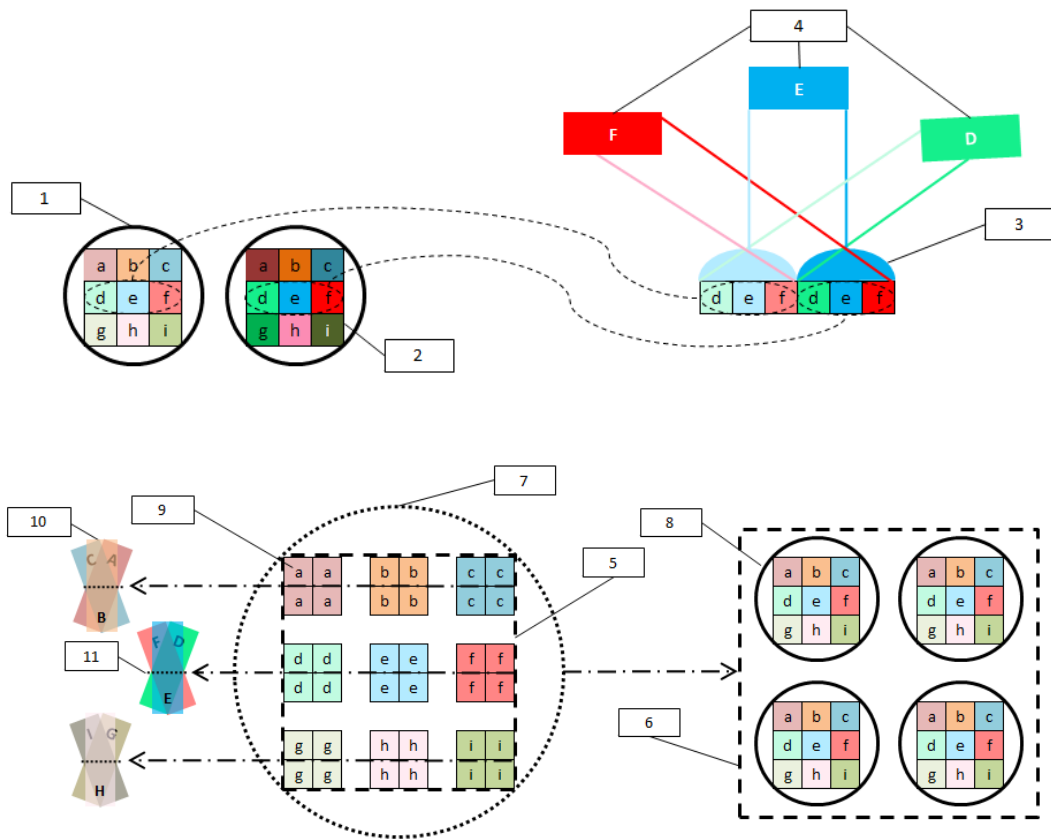 4
E
F
D
1
3
a b c
a b c
d e f
d e f
d e f d e f
g h i
g h i
2
7
10
9
8
5
C A
B
a a b b c c
a a b b c c
a b c
a b c
d e f
d e f
g h i
g h i
F D
11
E
d d e e f f
d d e e f f
6
a b c
a b c
d e f
d e f
g h i
g h i
I G
H
g g h h i i
g g h h i i